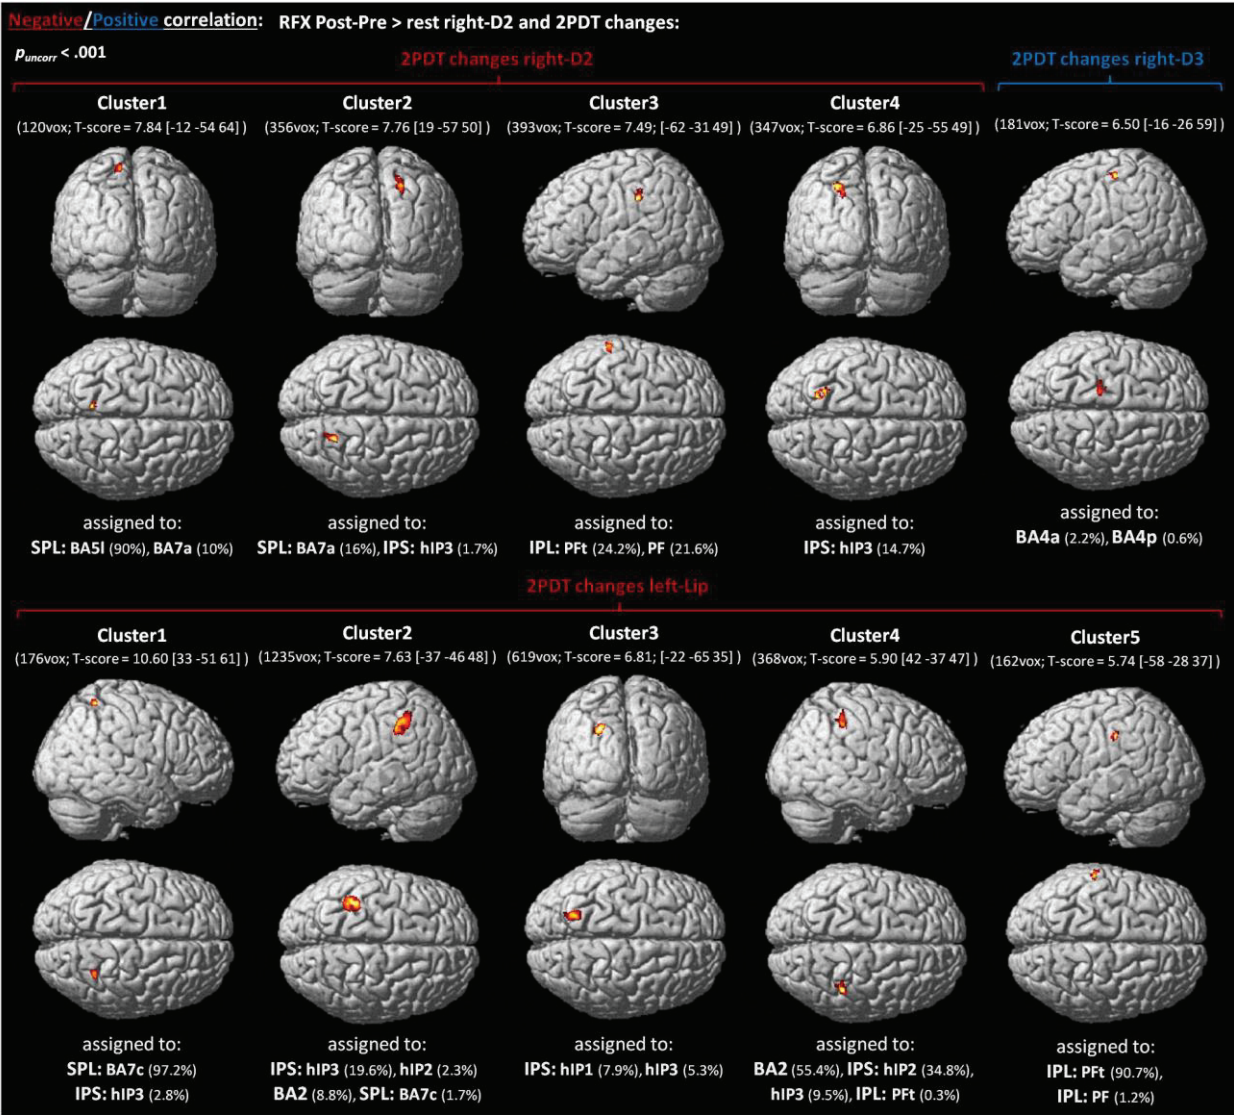 Negative/Positive correlation: RFX Post-Pre > rest right-D2 and 2PDT changes:
p_uncorr < .001
2PDT changes right-D2
2PDT changes right-D3
Cluster1
(120vox; T-score = 7.84 [-12 -54 64] )
Cluster2
(356vox; T-score = 7.76 [19 -57 50] )
Cluster3
(393vox; T-score = 7.49; [-62 -31 49] )
Cluster4
(347vox; T-score = 6.86 [-25 -55 49] )
(181vox; T-score = 6.50 [-16 -26 59] )
assigned to:
SPL: BA5l (90%), BA7a (10%)
assigned to:
SPL: BA7a (16%), IPS: hIP3 (1.7%)
assigned to:
IPL: PFt (24.2%), PF (21.6%)
assigned to:
IPS: hIP3 (14.7%)
assigned to:
BA4a (2.2%), BA4p (0.6%)
2PDT changes left-Lip
Cluster1
(176vox; T-score = 10.60 [33 -51 61] )
Cluster2
(1235vox; T-score = 7.63 [-37 -46 48] )
Cluster3
(619vox; T-score = 6.81; [-22 -65 35] )
Cluster4
(368vox; T-score = 5.90 [42 -37 47] )
Cluster5
(162vox; T-score = 5.74 [-58 -28 37] )
assigned to:
SPL: BA7c (97.2%)
IPS: hIP3 (2.8%)
assigned to:
IPS: hIP3 (19.6%), hIP2 (2.3%)
BA2 (8.8%), SPL: BA7c (1.7%)
assigned to:
IPS: hIP1 (7.9%), hIP3 (5.3%)
assigned to:
BA2 (55.4%), IPS: hIP2 (34.8%),
hIP3 (9.5%), IPL: PFt (0.3%)
assigned to:
IPL: PFt (90.7%),
IPL: PF (1.2%)